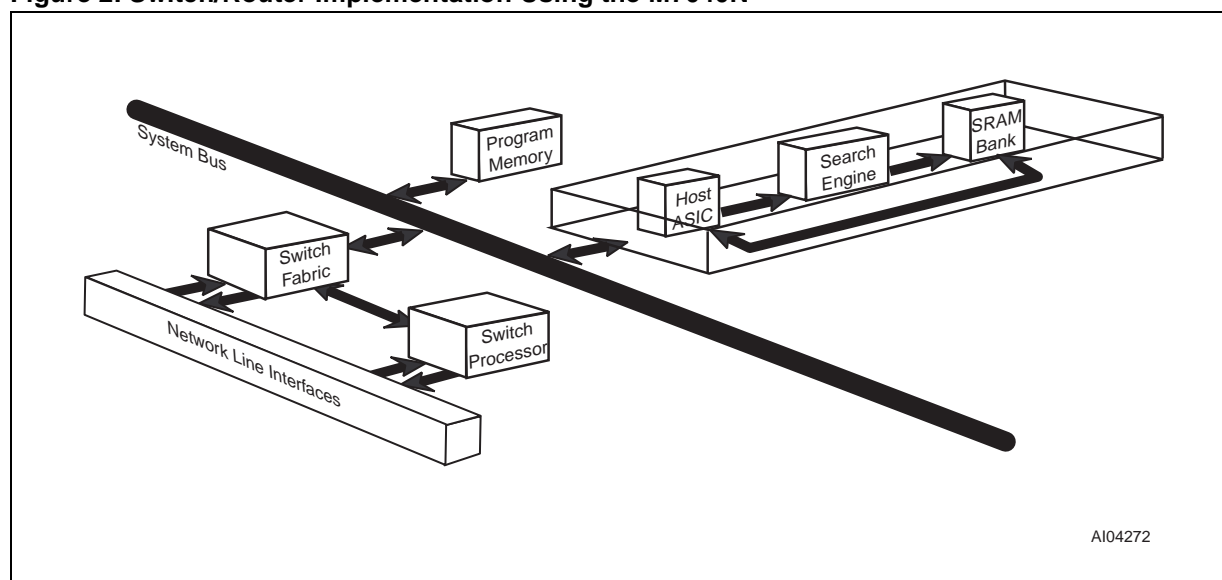 Program
Memory
SRAM
Bank
System Bus
Search
Engine
Host
ASIC
Switch
Fabric
Switch
Processor
Network Line Interfaces
AI04272